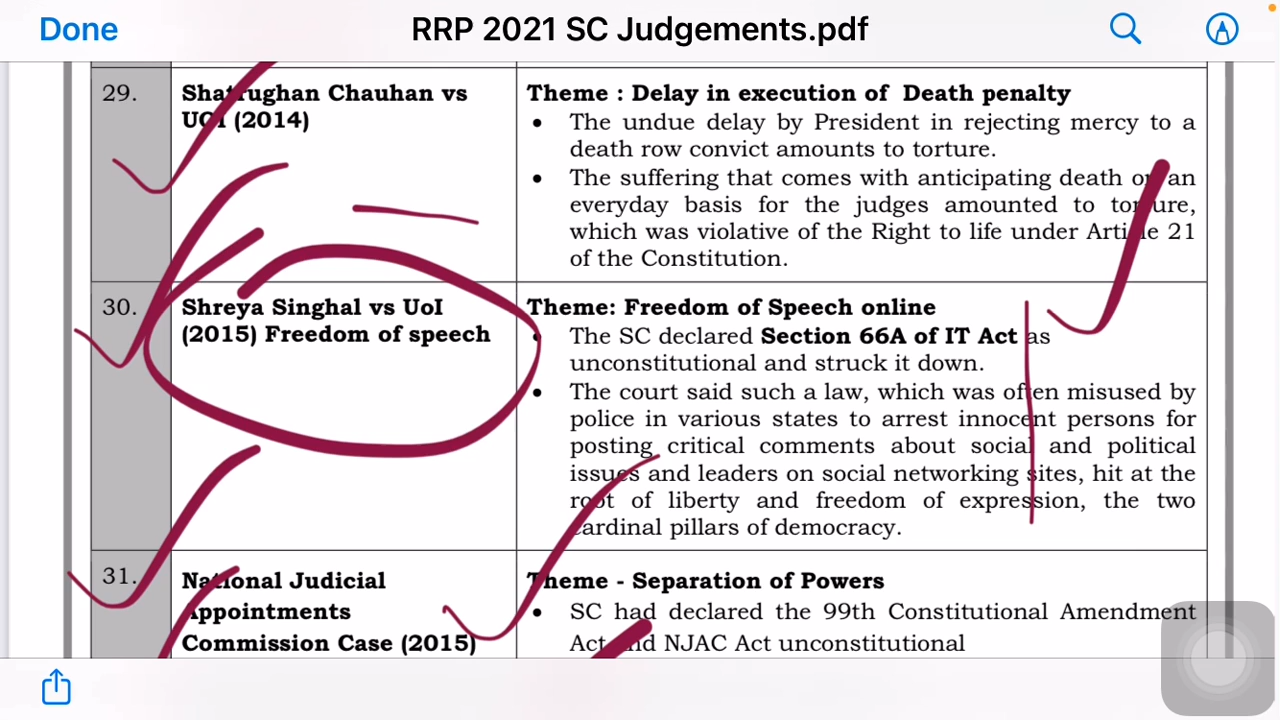 Done
RRP 2021 SC Judgements.pdf
29.
Shatrughan Chauhan vs
UOI (2014)
Theme : Delay in execution of Death penalty
• The undue delay by President in rejecting mercy to a
death row convict amounts to torture.
• The suffering that comes with anticipating death on an
everyday basis for the judges amounted to torture,
which was violative of the Right to life under Article 21
of the Constitution.
30.
Shreya Singhal vs UoI
(2015) Freedom of speech
Theme: Freedom of Speech online
• The SC declared Section 66A of IT Act as
unconstitutional and struck it down.
• The court said such a law, which was often misused by
police in various states to arrest innocent persons for
posting critical comments about social and political
issues and leaders on social networking sites, hit at the
root of liberty and freedom of expression, the two
cardinal pillars of democracy.
31.
National Judicial
Appointments
Commission Case (2015)
Theme - Separation of Powers
• SC had declared the 99th Constitutional Amendment
Act and NJAC Act unconstitutional